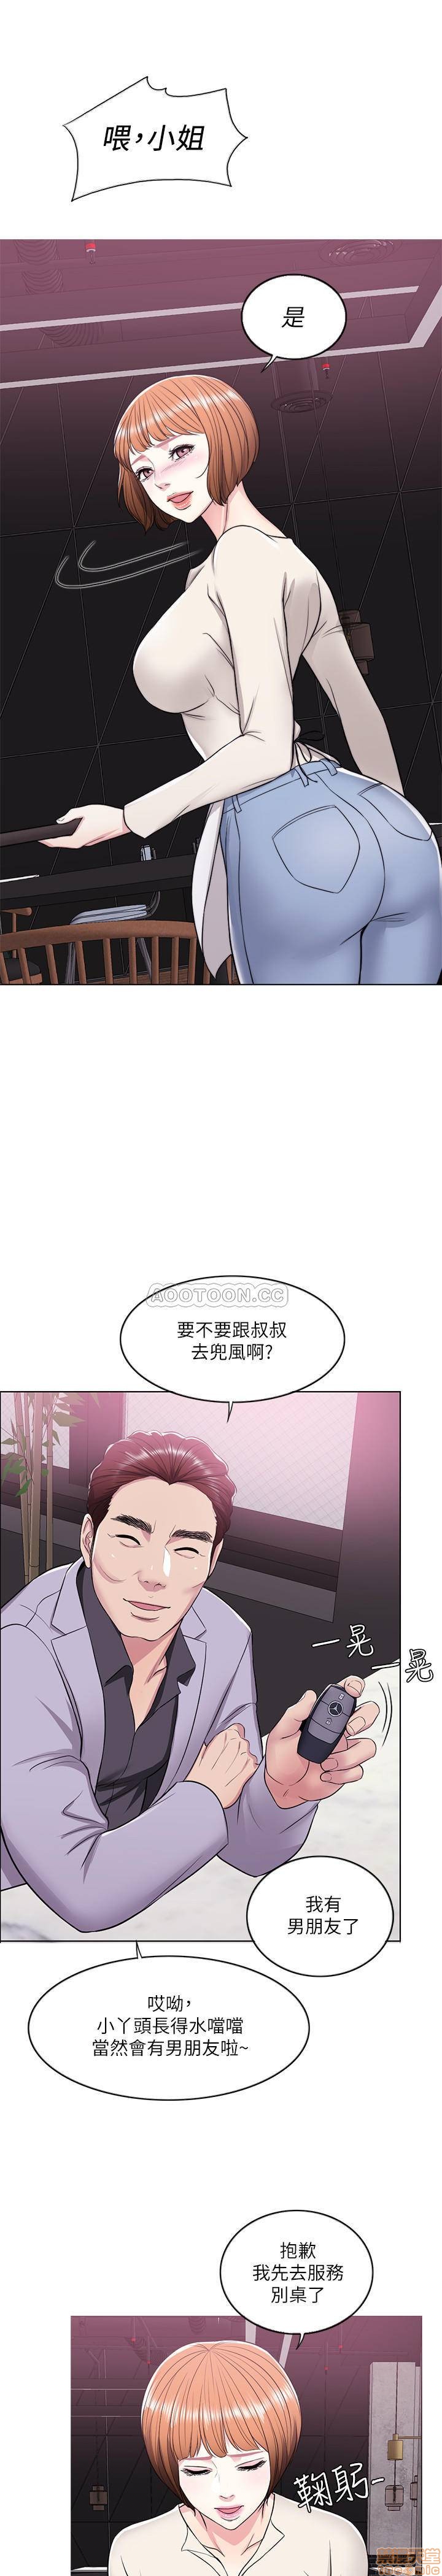 喂，小姐
是
AOOTOON.CC
要不要跟叔叔
去兜風啊?
一晃
一晃
我有
男朋友了
哎呦，
小丫頭長得水噹噹
當然會有男朋友啦~
抱歉
我先去服務
別桌了
鞠躬-